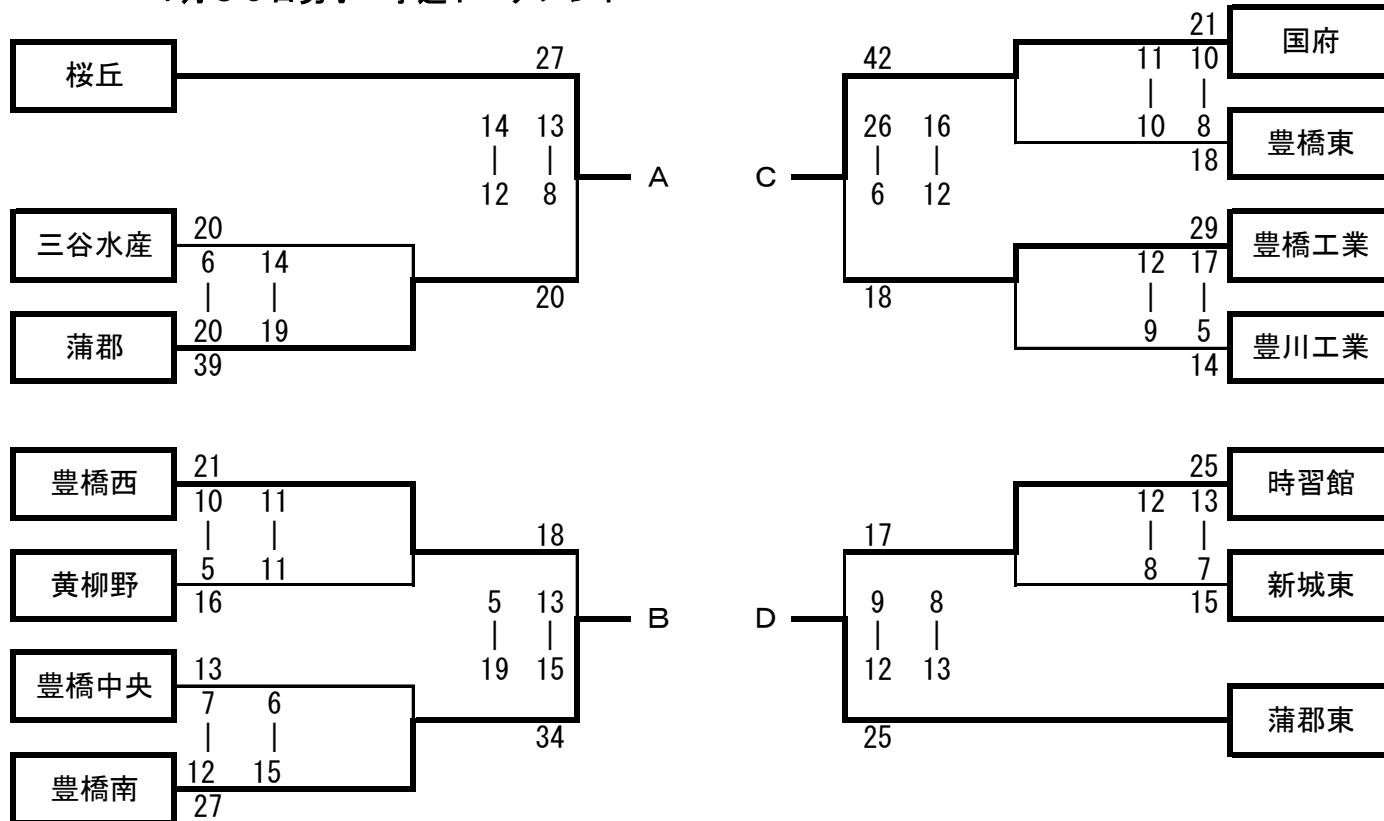 桜丘
27
14 13
| |
12 8
A
三谷水産
20
6 14
| |
20 19
蒲郡
39
20
豊橋西
21
10 11
| |
5 11
黄柳野
16
18
5 13
| |
19 15
B
豊橋中央
13
7 6
| |
12 15
豊橋南
27
34
国府
21
11 10
| |
10 8
豊橋東
18
42
26 16
| |
6 12
C
豊橋工業
29
12 17
| |
9 5
豊川工業
14
18
時習館
25
12 13
| |
8 7
新城東
15
17
9 8
| |
12 13
D
蒲郡東
25